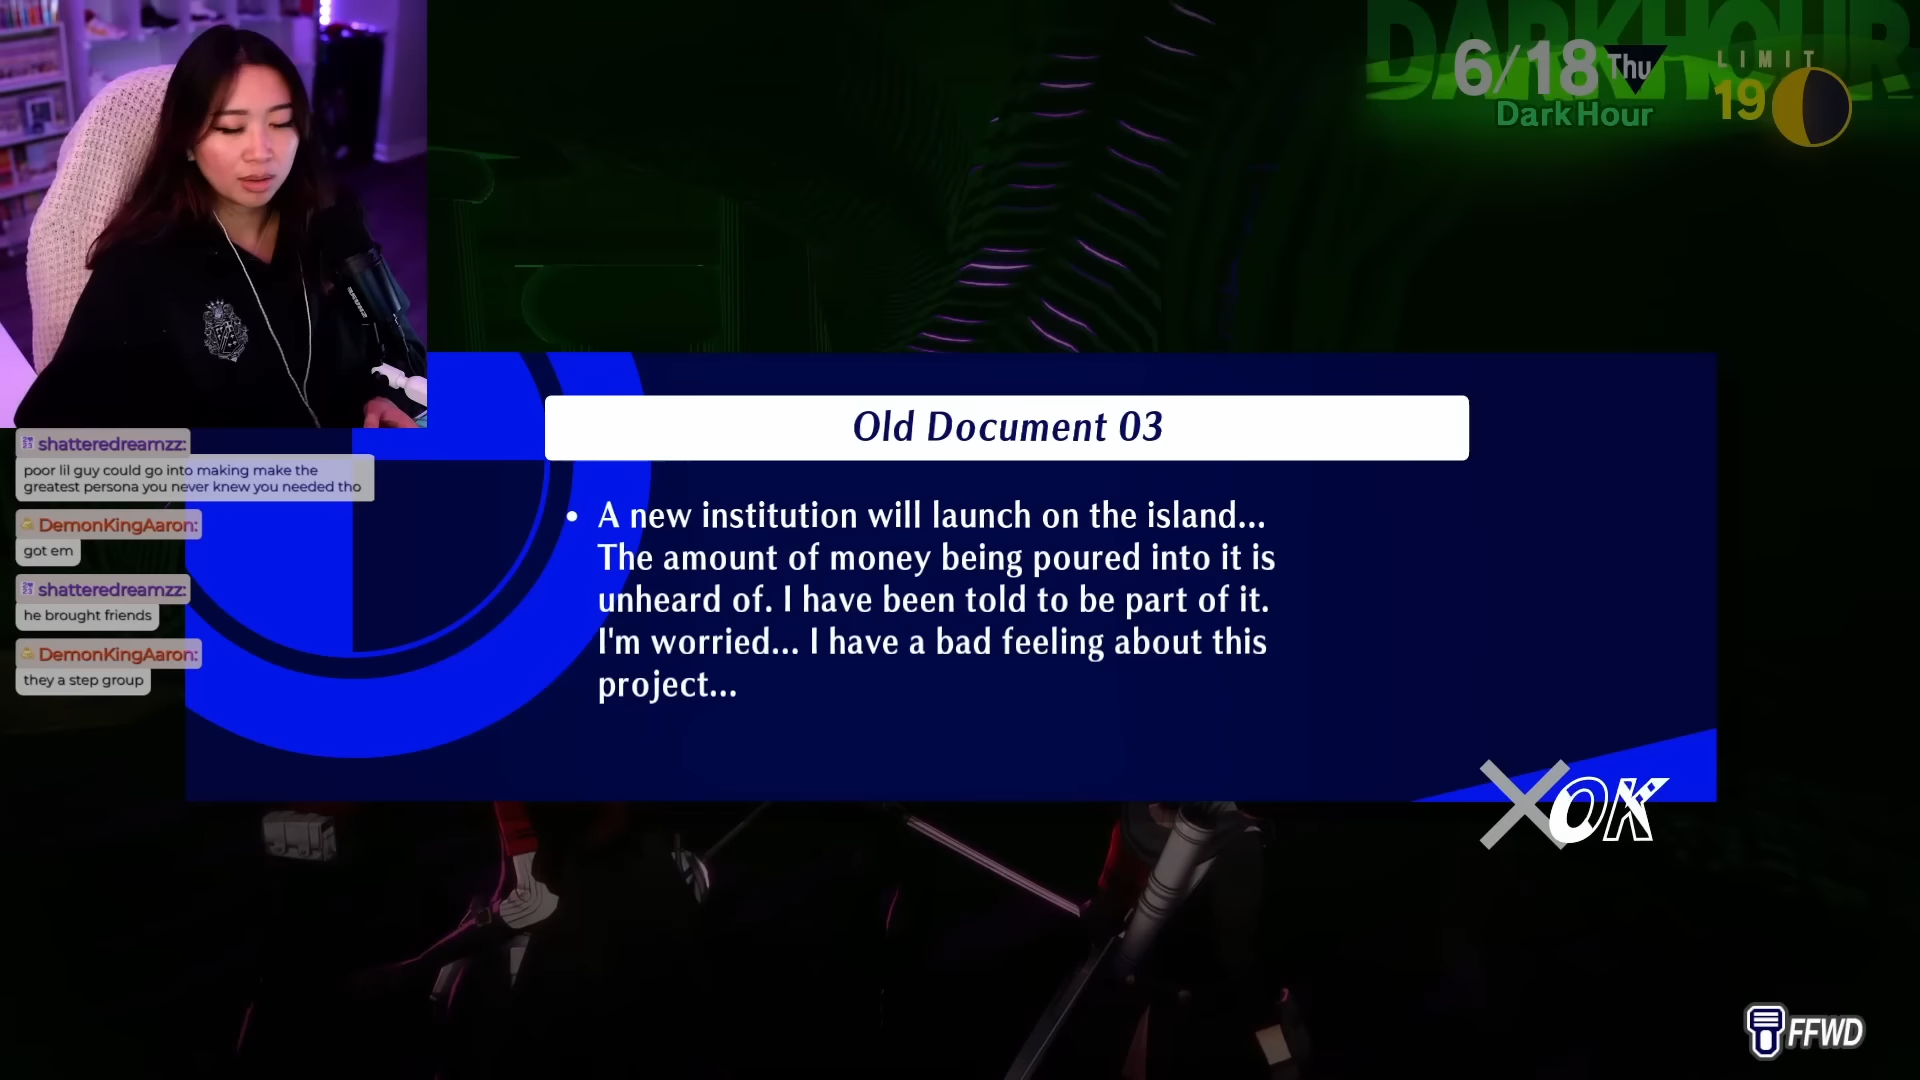 DARK HOUR
6/18 Thu
Dark Hour
LIMIT
19
Old Document 03
• A new institution will launch on the island...
The amount of money being poured into it is
unheard of. I have been told to be part of it.
I'm worried... I have a bad feeling about this
project...
OK
shatteredreamzz:
poor lil guy could go into making make the
greatest persona you never knew you needed tho
DemonKingAaron:
got em
shatteredreamzz:
he brought friends
DemonKingAaron:
they a step group
FFWD